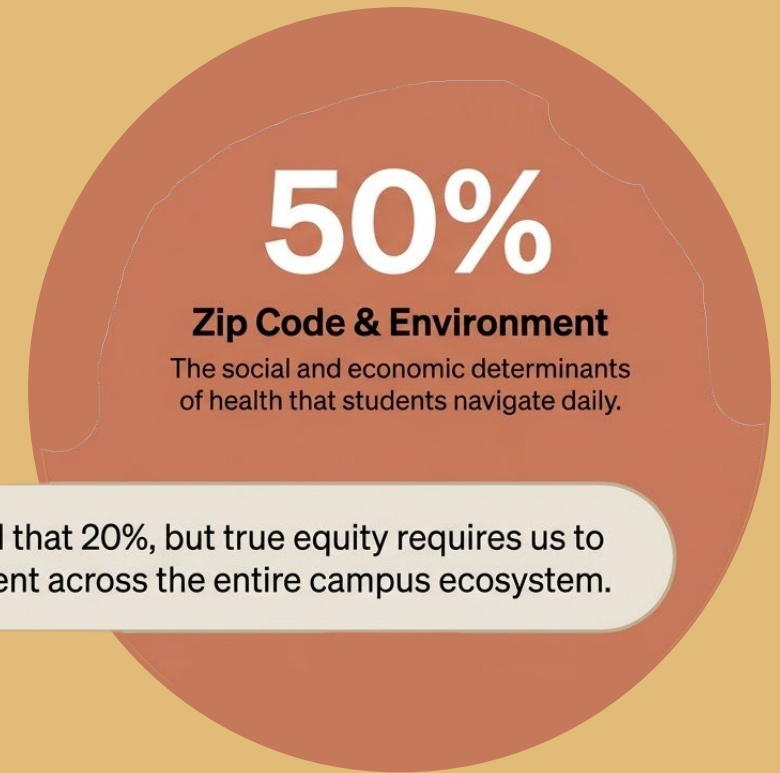 50%
Zip Code & Environment
The social and economic determinants
of health that students navigate daily.
that 20%, but true equity requires us to
across the entire campus ecosystem.